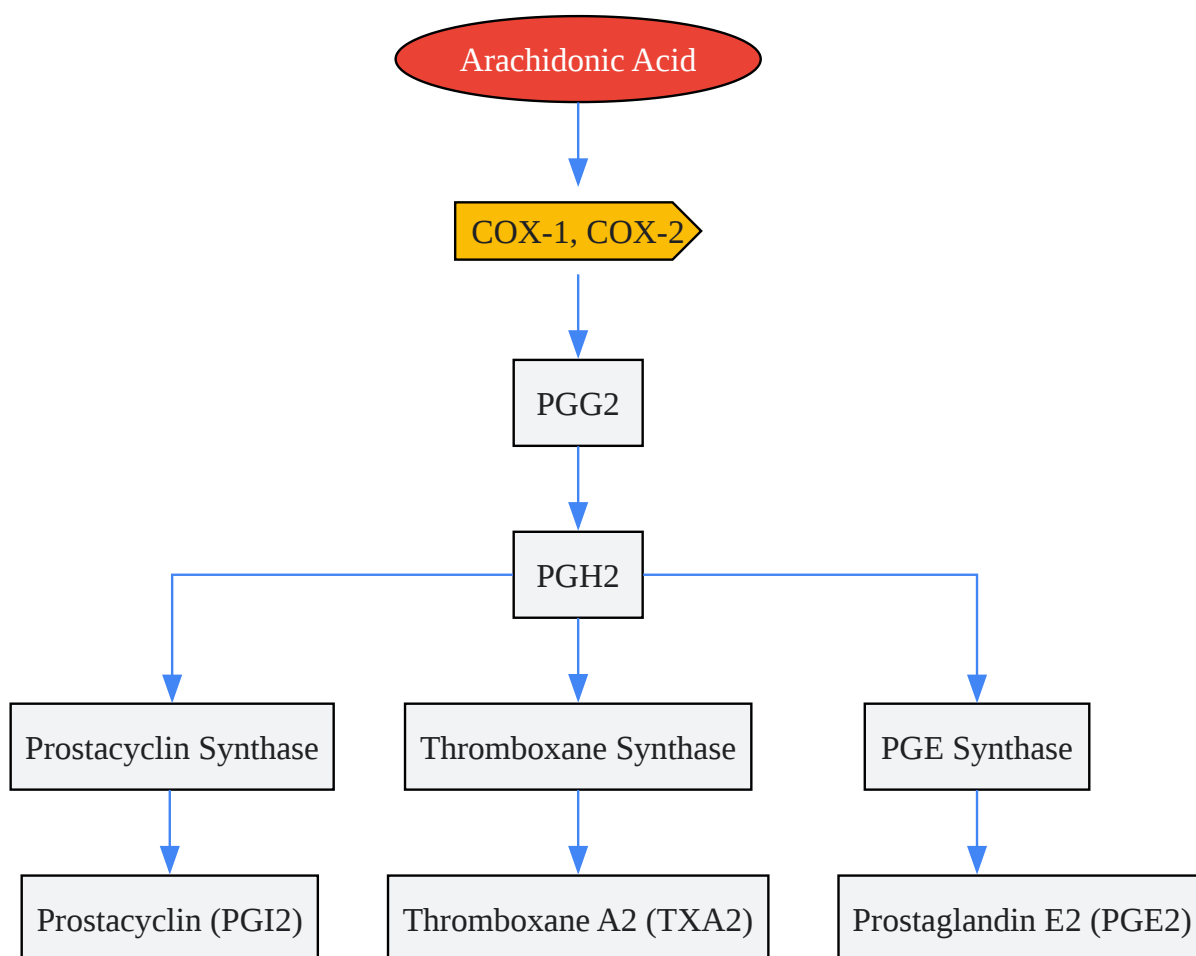 Arachidonic Acid
COX-1, COX-2
PGG2
PGH2
Prostacyclin Synthase
Thromboxane Synthase
PGE Synthase
Prostacyclin (PGI2)
Thromboxane A2 (TXA2)
Prostaglandin E2 (PGE2)